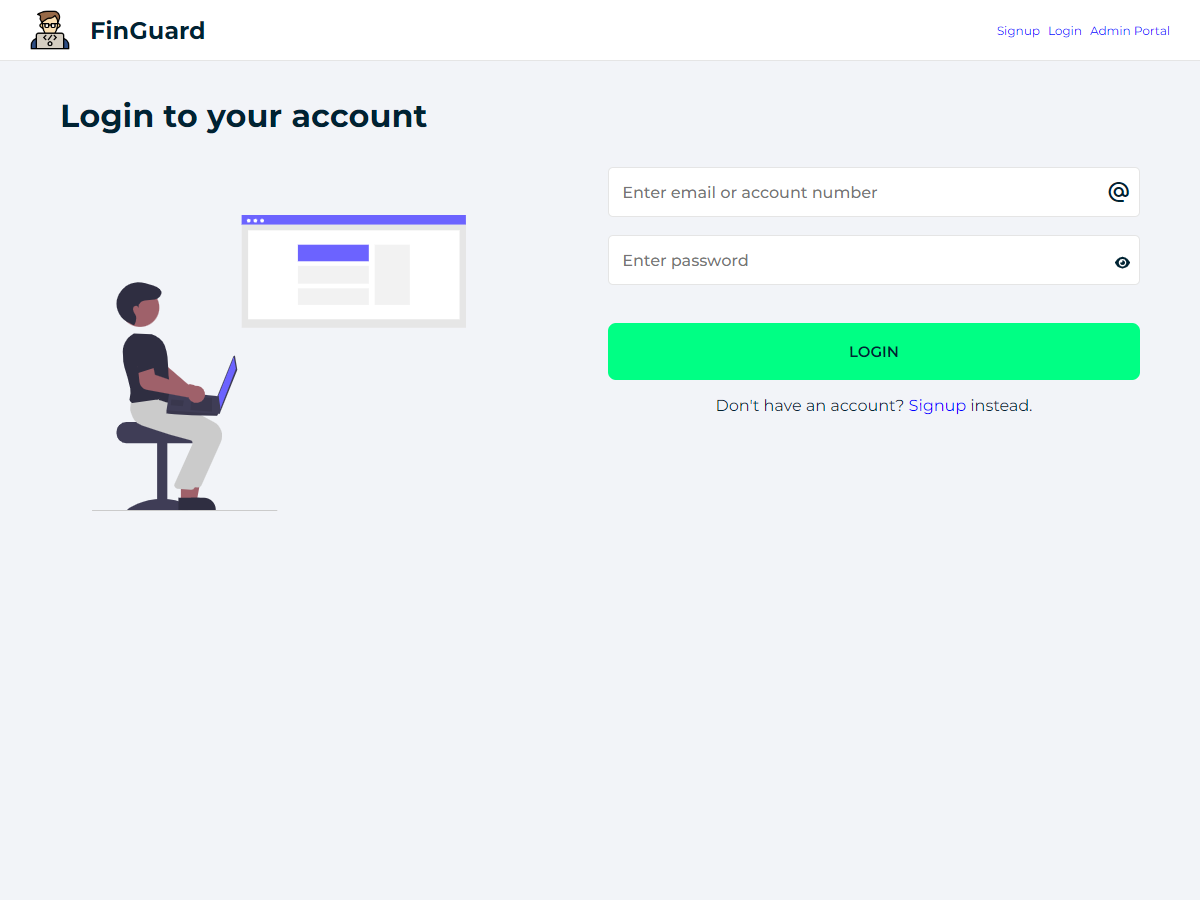 FinGuard
Signup Login Admin Portal
Login to your account
Enter email or account number
Enter password
LOGIN
Don't have an account? Signup instead.